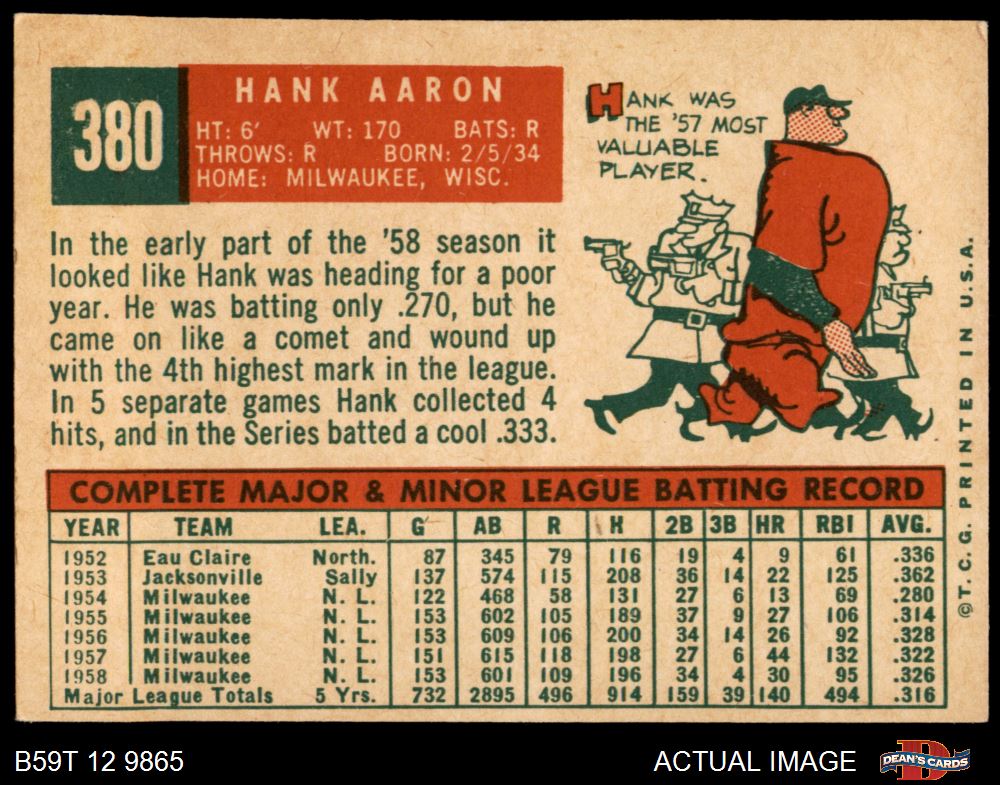 380
HANK AARON
HT: 6' WT: 170 BATS: R
THROWS: R BORN: 2/5/34
HOME: MILWAUKEE, WISC.
HANK WAS
THE '57 MOST
VALUABLE
PLAYER.
In the early part of the '58 season it
looked like Hank was heading for a poor
year. He was batting only .270, but he
came on like a comet and wound up
with the 4th highest mark in the league.
In 5 separate games Hank collected 4
hits, and in the Series batted a cool .333.
COMPLETE MAJOR & MINOR LEAGUE BATTING RECORD
YEAR TEAM LEA. G AB R H 2B 3B HR RBI AVG.
1952 Eau Claire North. 87 345 79 116 19 4 9 61 .336
1953 Jacksonville Sally 137 574 115 208 36 14 22 125 .362
1954 Milwaukee N. L. 122 468 58 131 27 6 13 69 .280
1955 Milwaukee N. L. 153 602 105 189 37 9 27 106 .314
1956 Milwaukee N. L. 153 609 106 200 34 14 26 92 .328
1957 Milwaukee N. L. 151 615 118 198 27 6 44 132 .322
1958 Milwaukee N. L. 153 601 109 196 34 4 30 95 .326
Major League Totals 5 Yrs. 732 2895 496 914 159 39 140 494 .316
©T. C. G. PRINTED IN U.S.A.
B59T 12 9865
ACTUAL IMAGE
D
DEAN'S CARDS